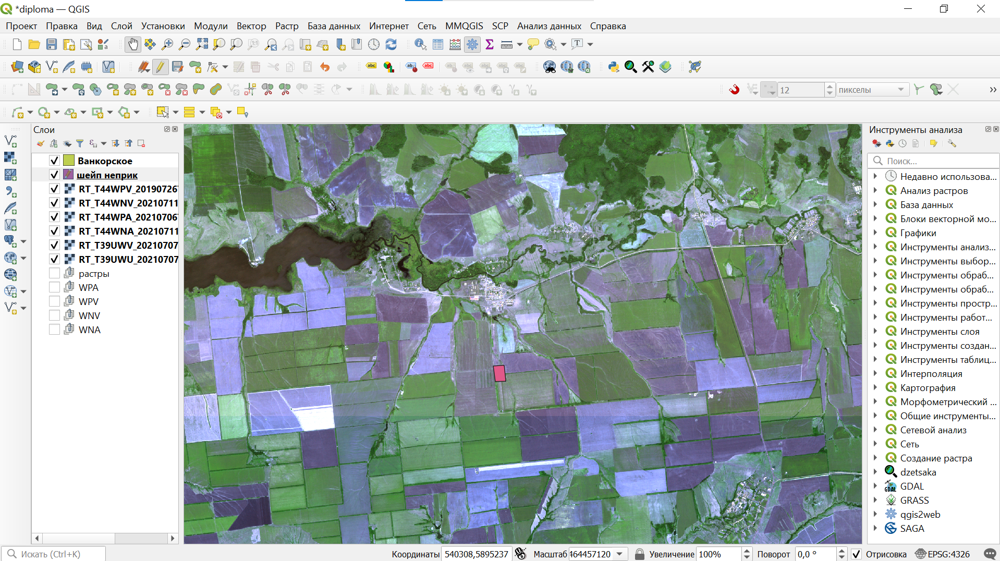 *diploma — QGIS
Проект Правка Вид Слой Установки Модули Вектор Растр База данных Интернет Сеть MMQGIS SCP Анализ данных Справка
12 пикселы
Слои
Ванкорское
шейп неприк
RT_T44WPV_20190726
RT_T44WNV_20210711
RT_T44WPA_20210706
RT_T44WNA_20210711
RT_T39UWV_20210707
RT_T39UWU_20210707
растры
WPA
WPV
WNV
WNA
Инструменты анализа
Поиск...
Недавно использова...
Анализ растров
База данных
Блоки векторной мо...
Графики
Инструменты анализ...
Инструменты выбор...
Инструменты обраб...
Инструменты обраб...
Инструменты простр...
Инструменты работ...
Инструменты слоя
Инструменты создан...
Инструменты таблиц...
Интерполяция
Картография
Морфометрический ...
Общие инструменты...
Сетевой анализ
Сеть
Создание растра
dzetsaka
GDAL
GRASS
qgis2web
SAGA
Искать (Ctrl+K) Координаты 540308,5895237 Масштаб 464457120 Увеличение 100% Поворот 0,0 ° Отрисовка EPSG:4326